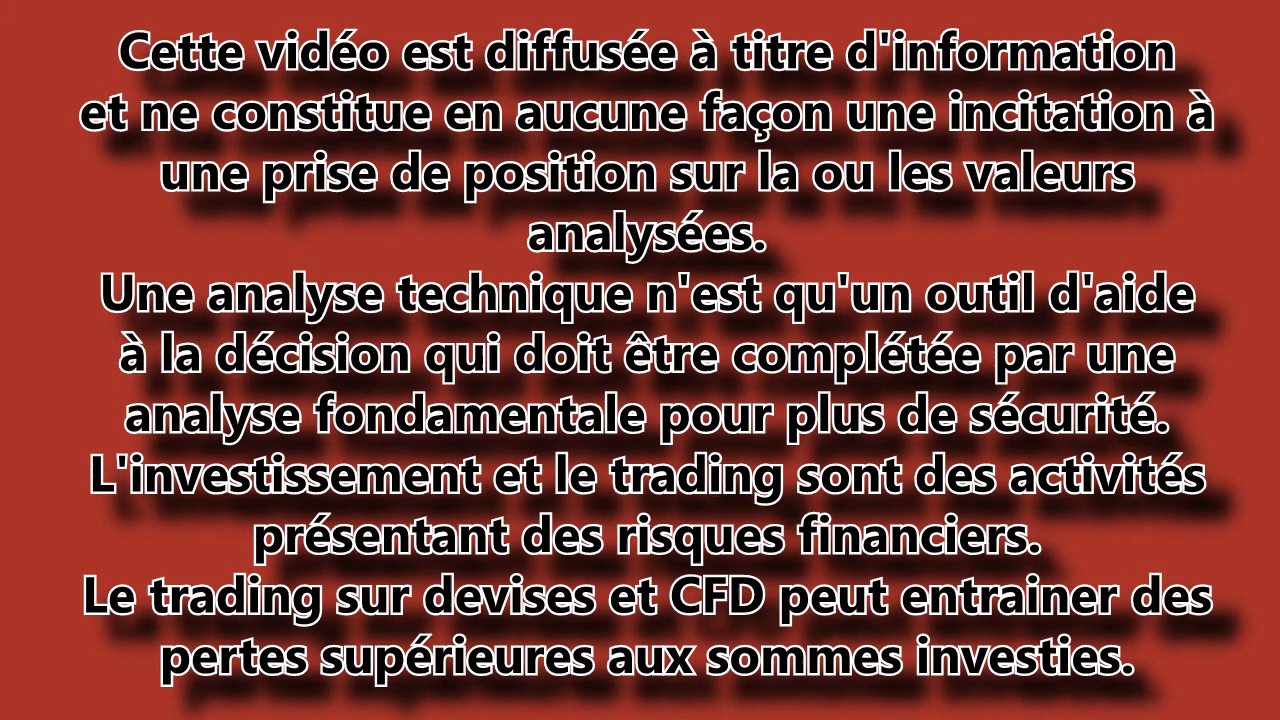 Cette vidéo est diffusée à titre d'information
et ne constitue en aucune façon une incitation à
une prise de position sur la ou les valeurs
analysées.
Une analyse technique n'est qu'un outil d'aide
à la décision qui doit être complétée par une
analyse fondamentale pour plus de sécurité.
L'investissement et le trading sont des activités
présentant des risques financiers.
Le trading sur devises et CFD peut entrainer des
pertes supérieures aux sommes investies.